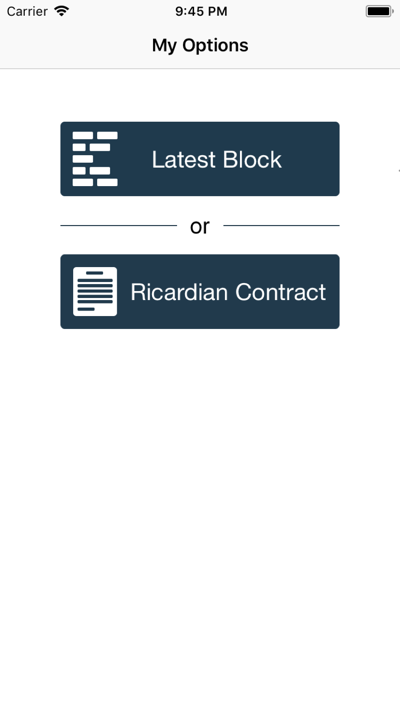 Carrier 9:45 PM
My Options
Latest Block
or
Ricardian Contract